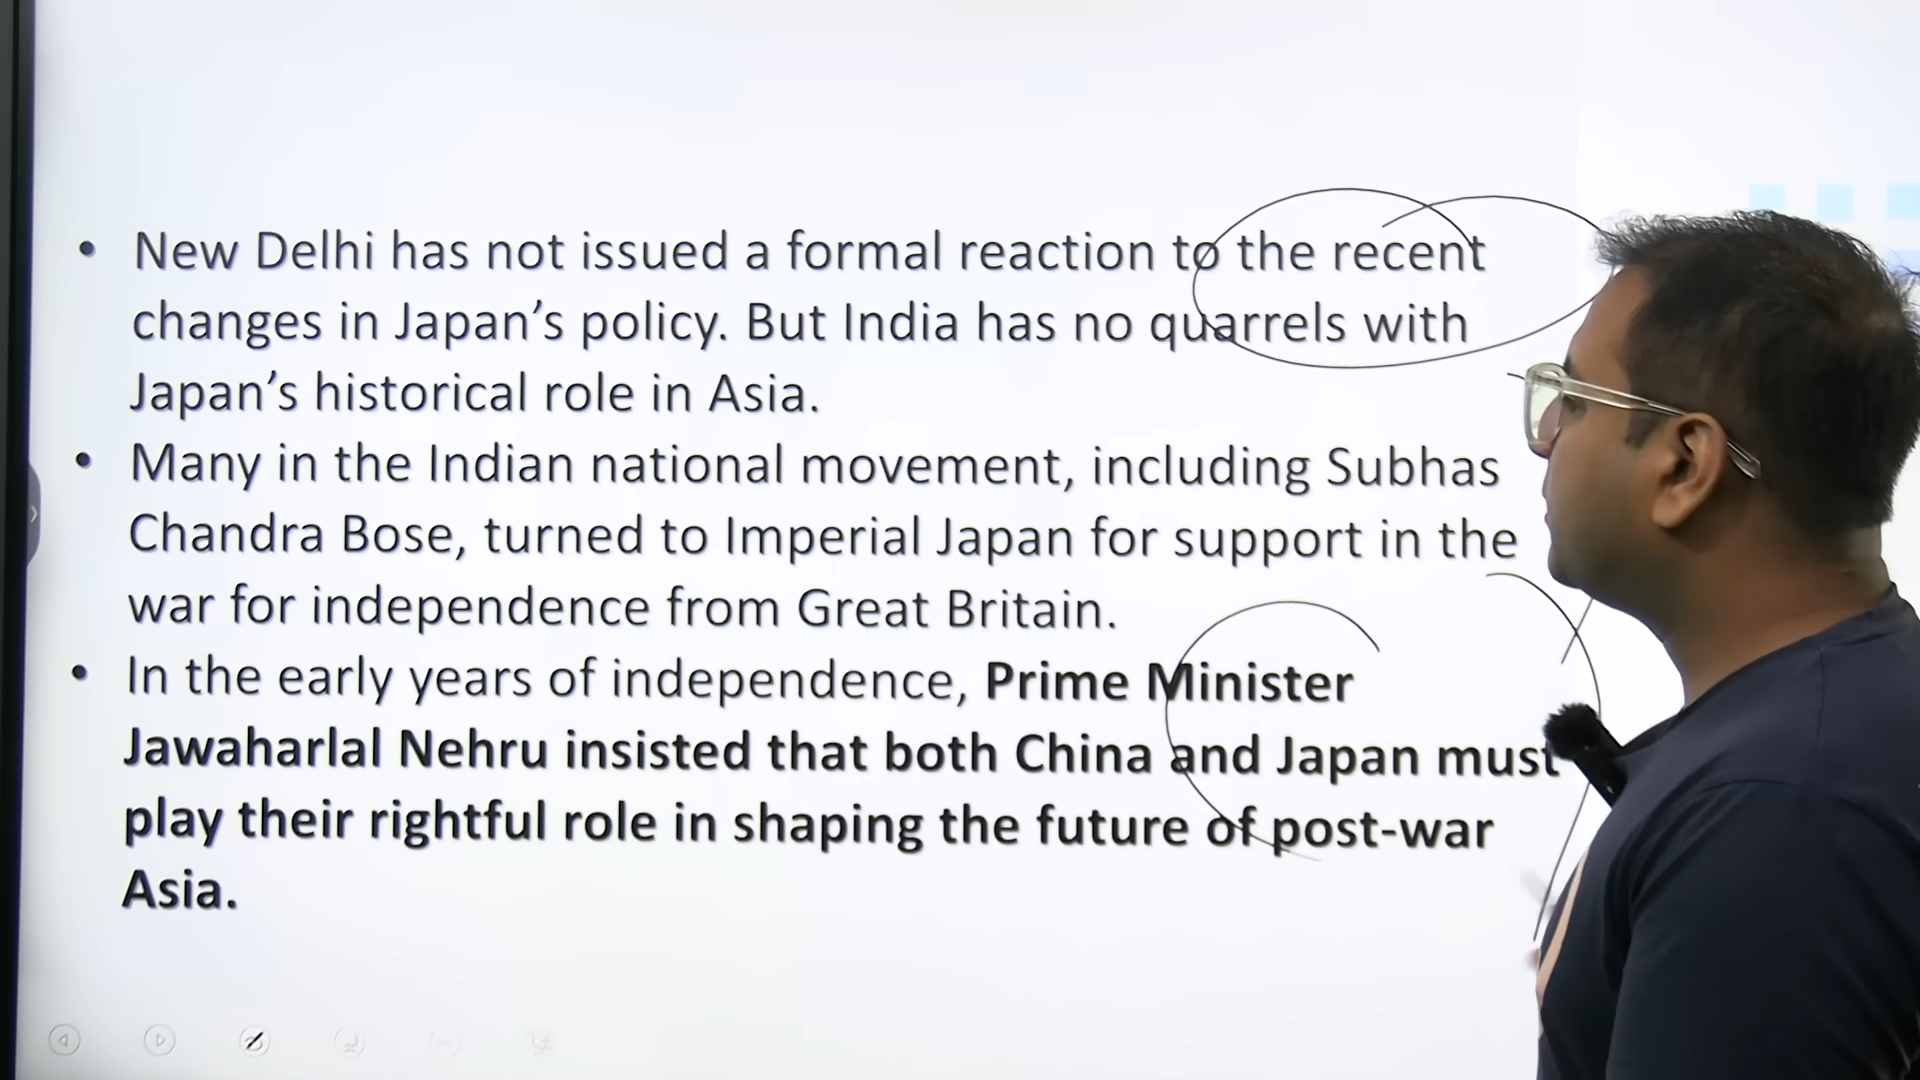 • New Delhi has not issued a formal reaction to the recent
changes in Japan’s policy. But India has no quarrels with
Japan’s historical role in Asia.
• Many in the Indian national movement, including Subhas
Chandra Bose, turned to Imperial Japan for support in the
war for independence from Great Britain.
• In the early years of independence, Prime Minister
Jawaharlal Nehru insisted that both China and Japan must
play their rightful role in shaping the future of post-war
Asia.